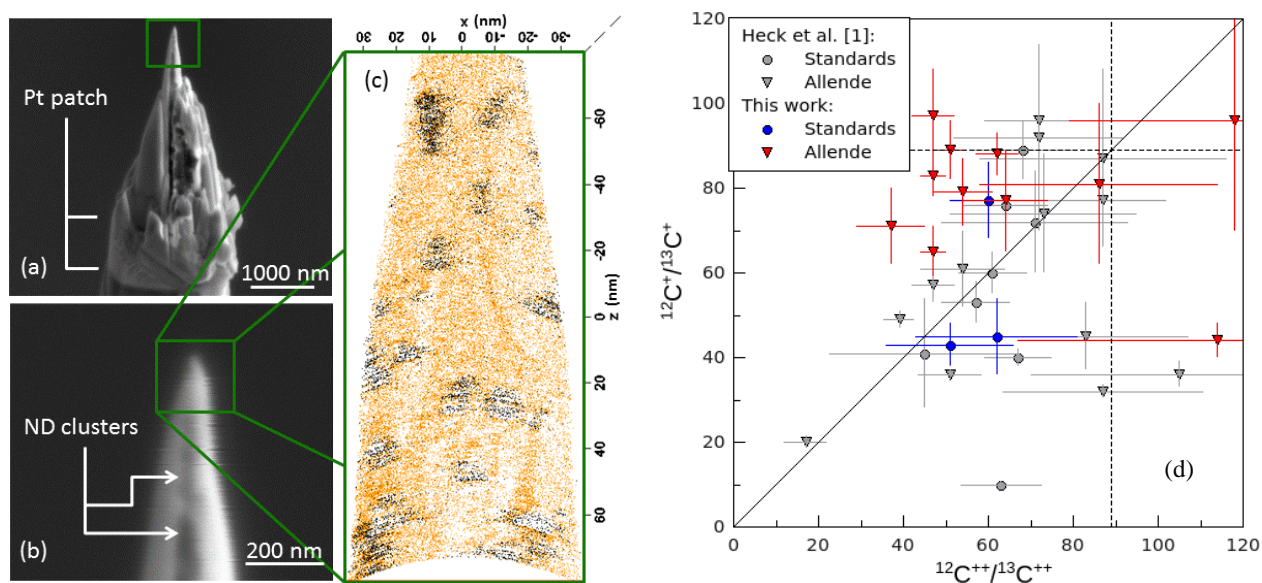 Pt patch
(a)
1000 nm
(b)
ND clusters
200 nm
(c)
x (nm)
30 20 10 0 -10 -20 -30
z (nm)
-60
-40
-20
0
20
40
60
Heck et al. [1]:
Standards
Allende
This work:
Standards
Allende
(d)
120
100
80
60
40
20
0
0 20 40 60 80 100 120
¹²C⁺/¹³C⁺
¹²C⁺⁺/¹³C⁺⁺